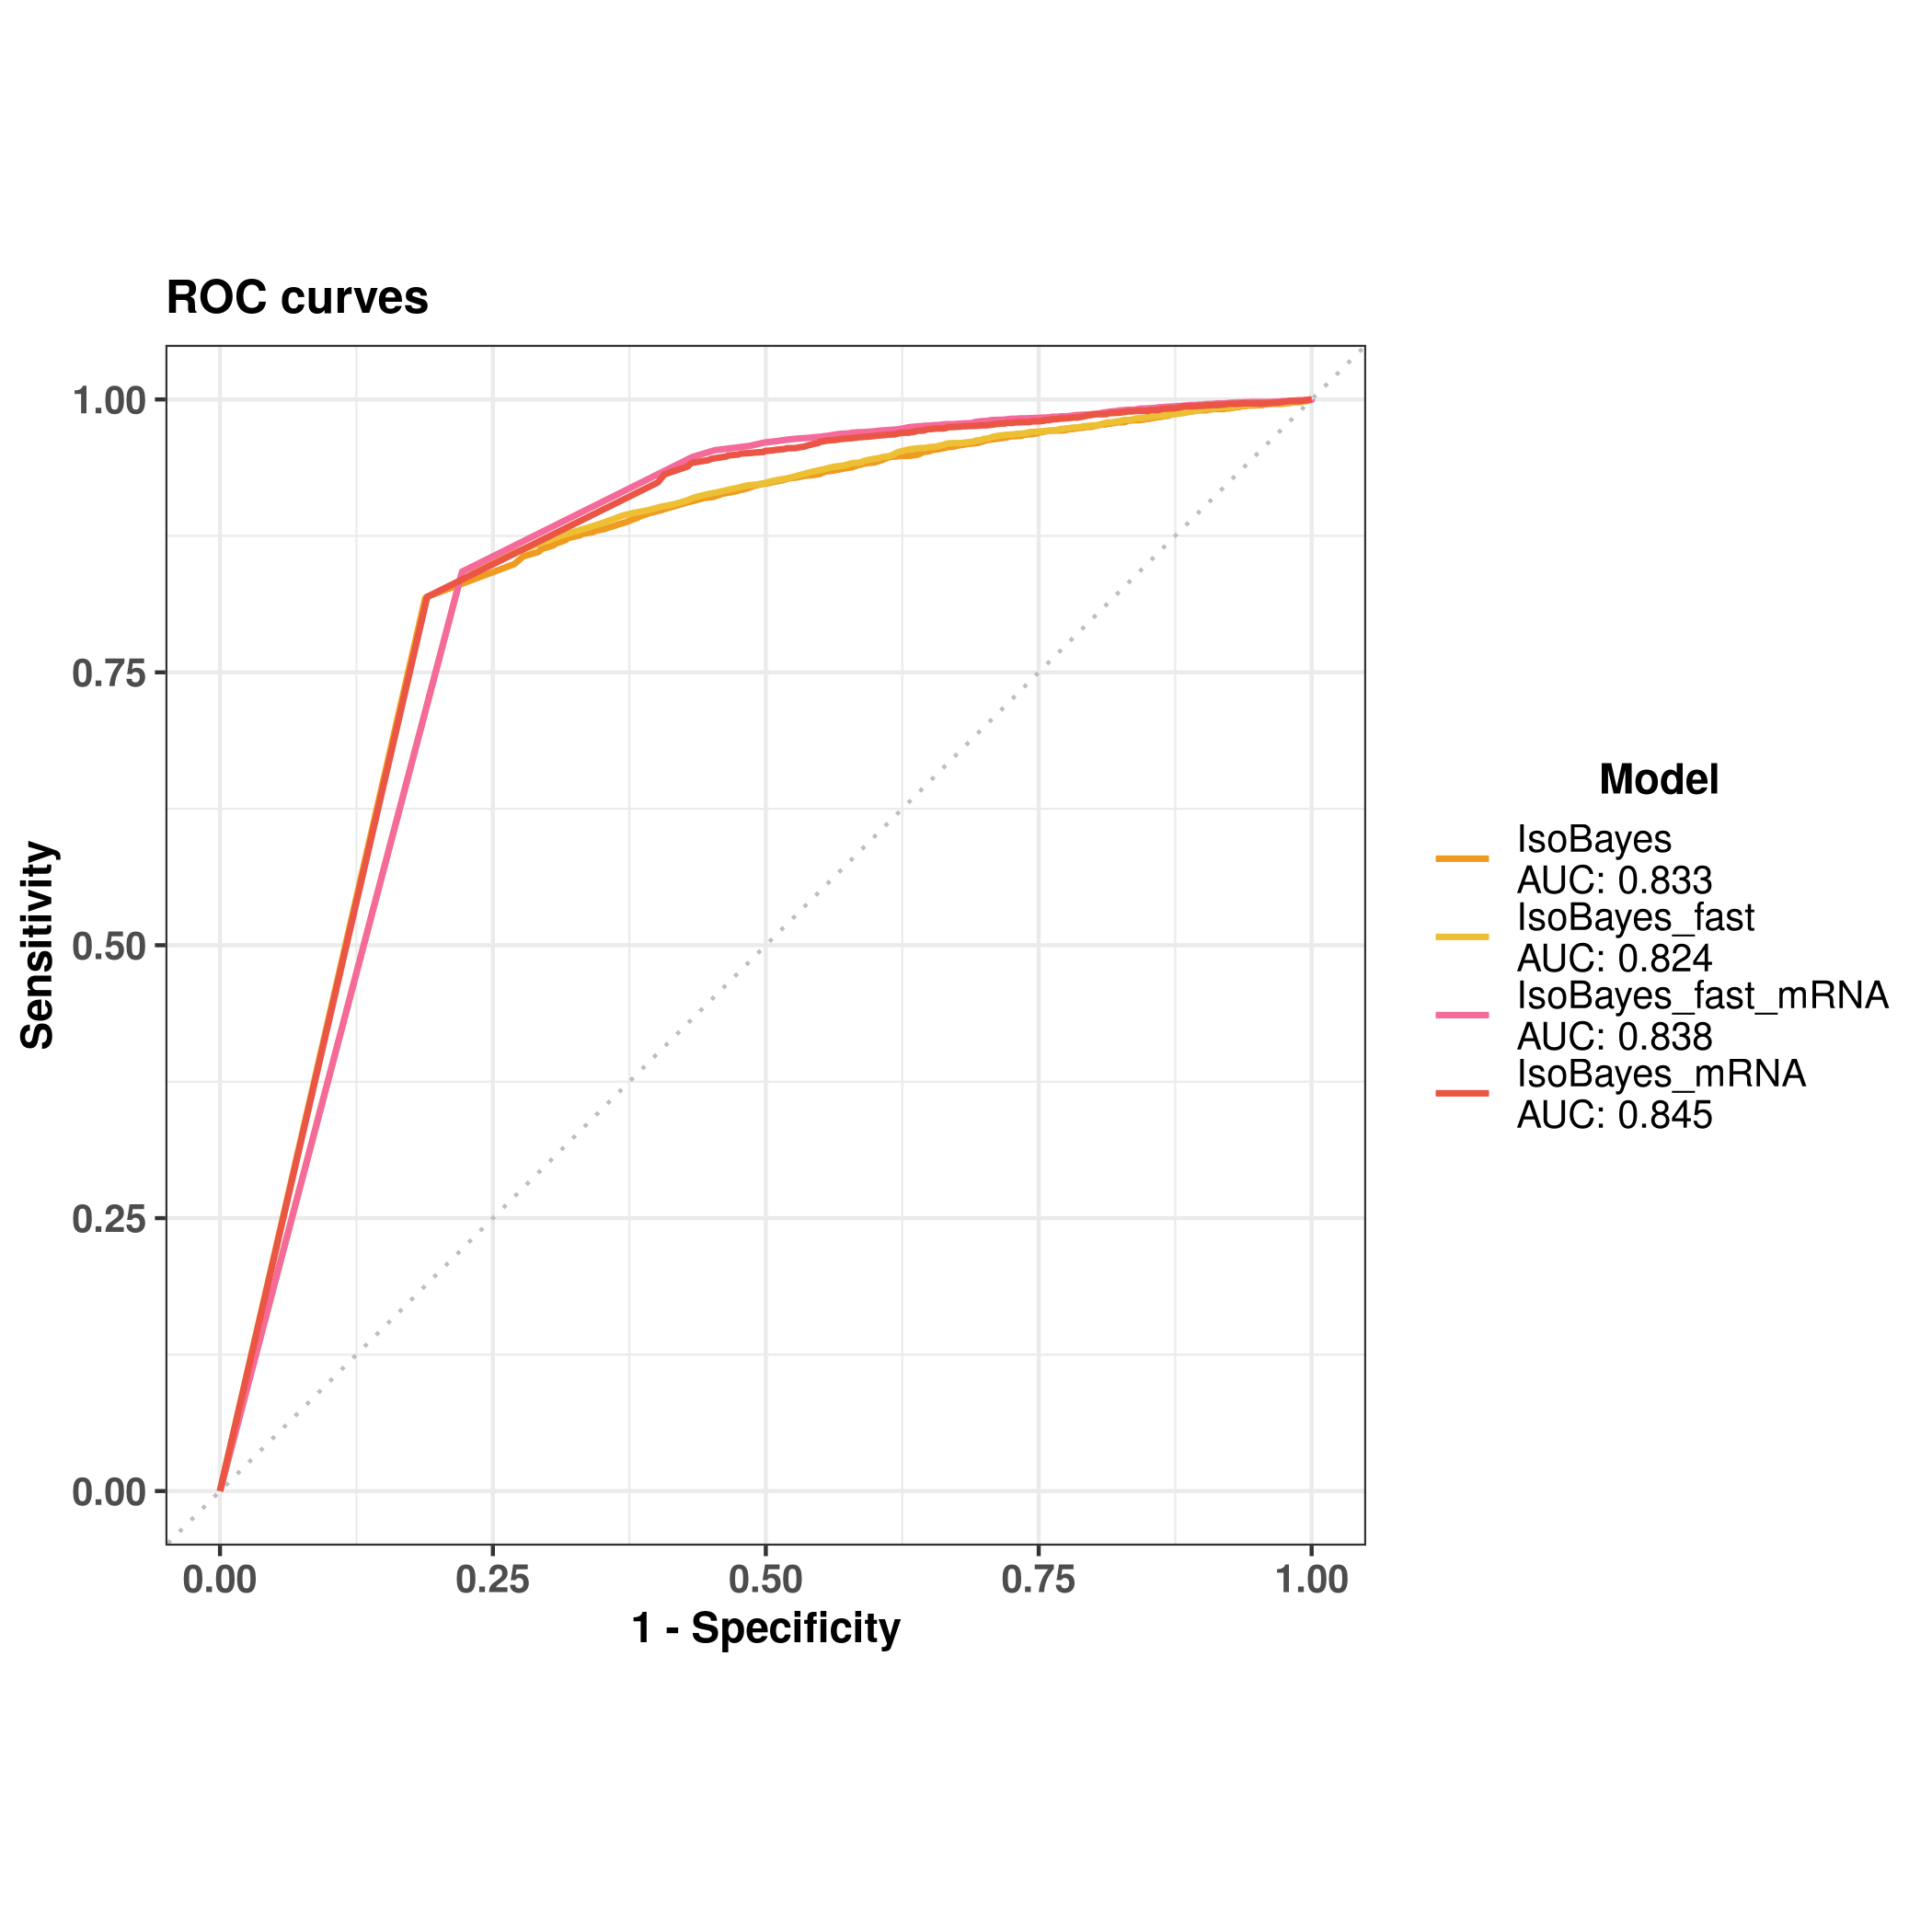 ROC curves
1.00
0.75
0.50
0.25
0.00
Sensitivity
0.00 0.25 0.50 0.75 1.00
1 - Specificity
Model
IsoBayes
AUC: 0.833
IsoBayes_fast
AUC: 0.824
IsoBayes_fast_mRNA
AUC: 0.838
IsoBayes_mRNA
AUC: 0.845